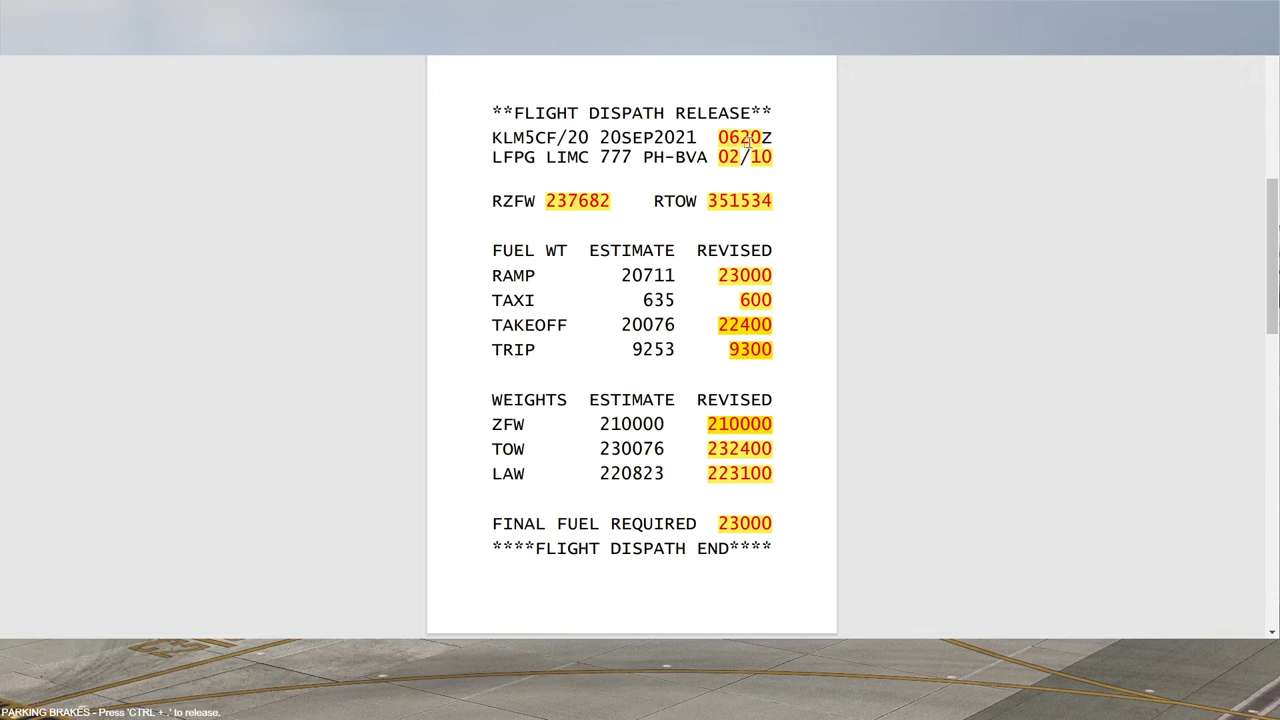 **FLIGHT DISPATH RELEASE**
KLM5CF/20 20SEP2021 0620Z
LFPG LIMC 777 PH-BVA 02/10
RZFW 237682 RTOW 351534
FUEL WT ESTIMATE REVISED
RAMP 20711 23000
TAXI 635 600
TAKEOFF 20076 22400
TRIP 9253 9300
WEIGHTS ESTIMATE REVISED
ZFW 210000 210000
TOW 230076 232400
LAW 220823 223100
FINAL FUEL REQUIRED 23000
****FLIGHT DISPATH END****
PARKING BRAKES - Press 'CTRL + .' to release.